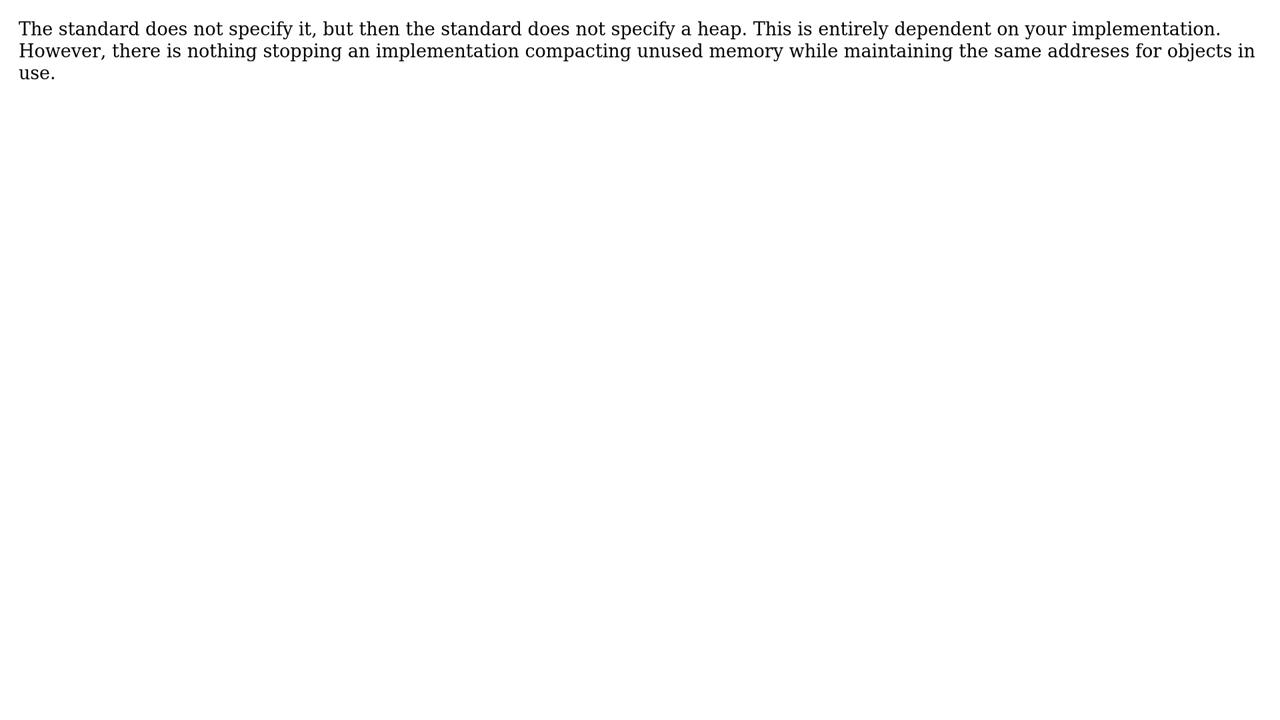 The standard does not specify it, but then the standard does not specify a heap. This is entirely dependent on your implementation.
However, there is nothing stopping an implementation compacting unused memory while maintaining the same addreses for objects in
use.